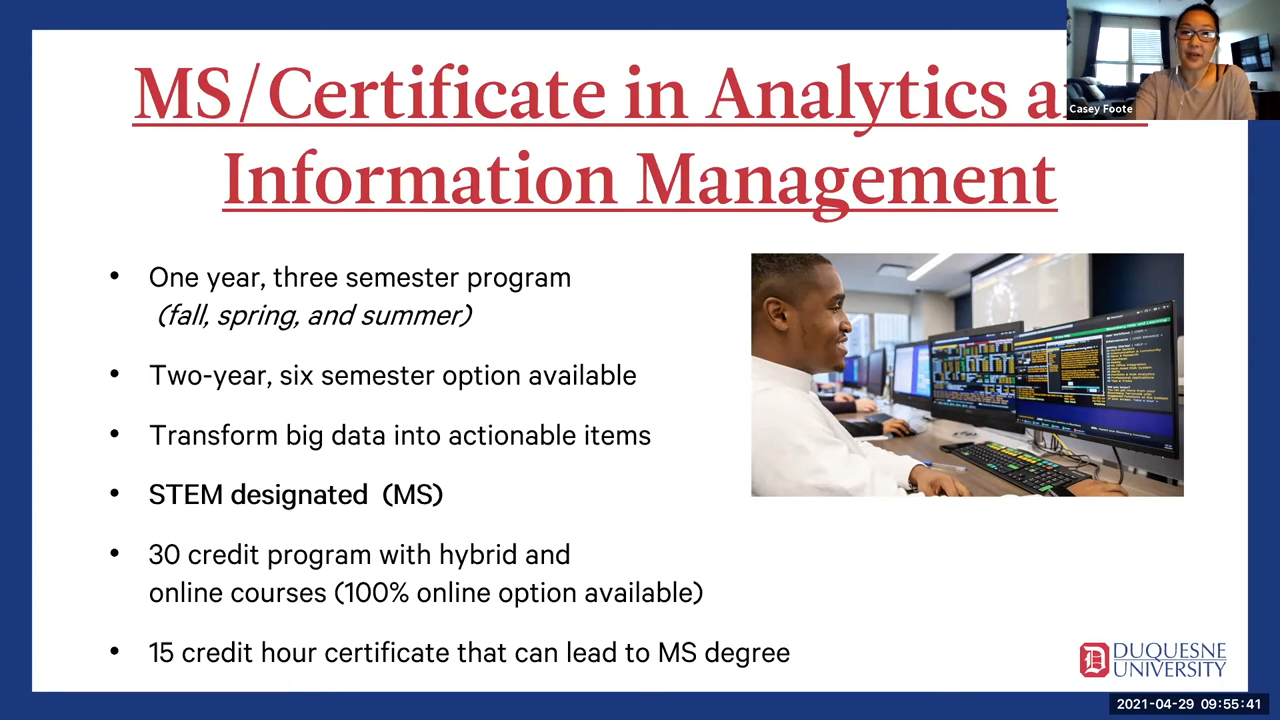 MS/Certificate in Analytics a
Information Management
Casey Foote
• One year, three semester program
(fall, spring, and summer)
• Two-year, six semester option available
• Transform big data into actionable items
• STEM designated (MS)
• 30 credit program with hybrid and
online courses (100% online option available)
• 15 credit hour certificate that can lead to MS degree
DUQUESNE
UNIVERSITY
2021-04-29 09:55:41